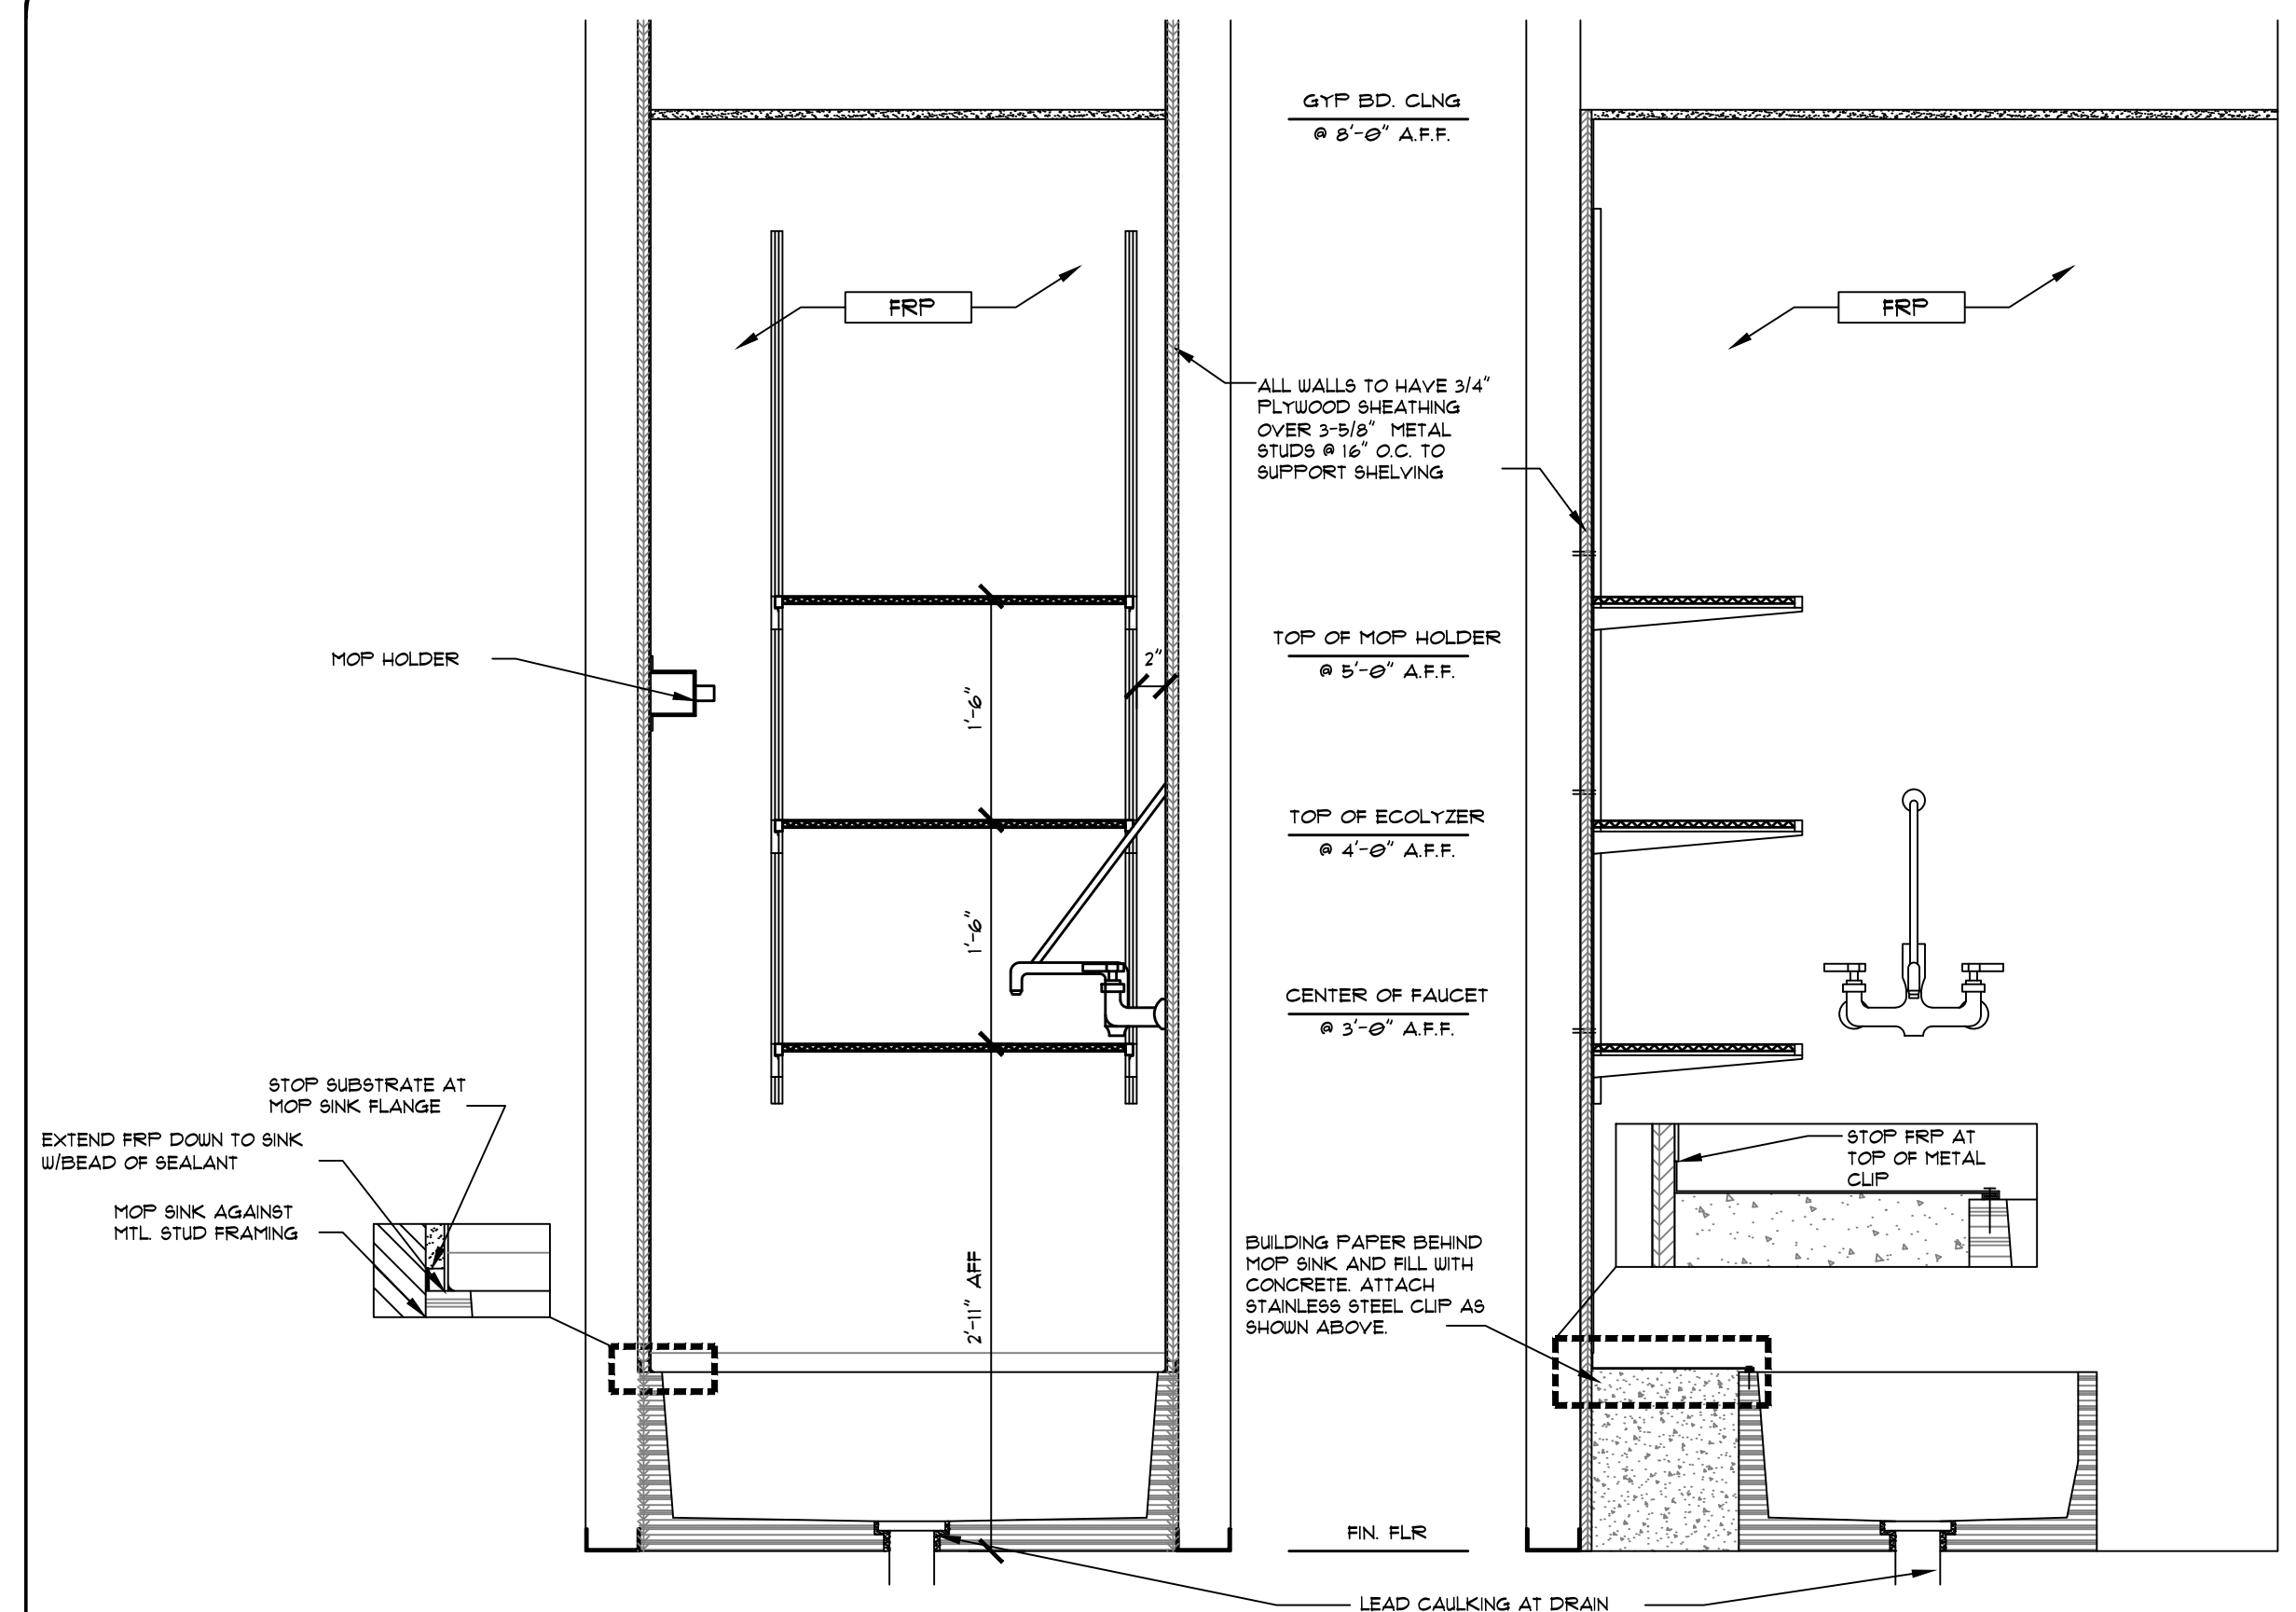 GYP BD. CLNG
@ 8'-0" A.F.F.
FRP
FRP
ALL WALLS TO HAVE 3/4"
PLYWOOD SHEATHING
OVER 3-5/8" METAL
STUDS @ 16" O.C. TO
SUPPORT SHELVING
MOP HOLDER
TOP OF MOP HOLDER
@ 5'-0" A.F.F.
2"
1'-6"
TOP OF ECOLYZER
@ 4'-0" A.F.F.
1'-6"
CENTER OF FAUCET
@ 3'-0" A.F.F.
STOP SUBSTRATE AT
MOP SINK FLANGE
EXTEND FRP DOWN TO SINK
W/BEAD OF SEALANT
MOP SINK AGAINST
MTL. STUD FRAMING
STOP FRP AT
TOP OF METAL
CLIP
2'-11" AFF
BUILDING PAPER BEHIND
MOP SINK AND FILL WITH
CONCRETE. ATTACH
STAINLESS STEEL CLIP AS
SHOWN ABOVE.
FIN. FLR
LEAD CAULKING AT DRAIN